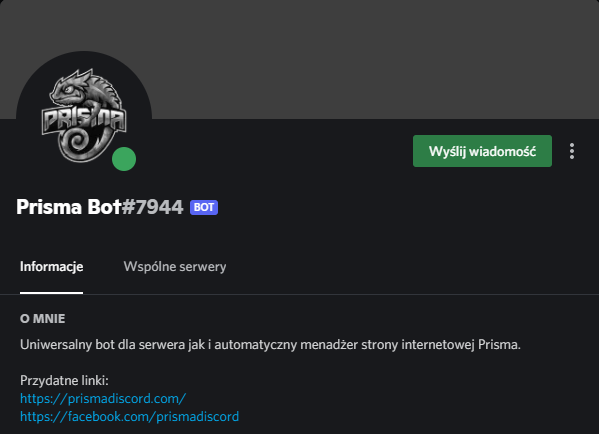 PRISMA
Wyślij wiadomość
Prisma Bot#7944 BOT
Informacje Wspólne serwery
O MNIE
Uniwersalny bot dla serwera jak i automatyczny menadżer strony internetowej Prisma.
Przydatne linki:
https://prismadiscord.com/
https://facebook.com/prismadiscord